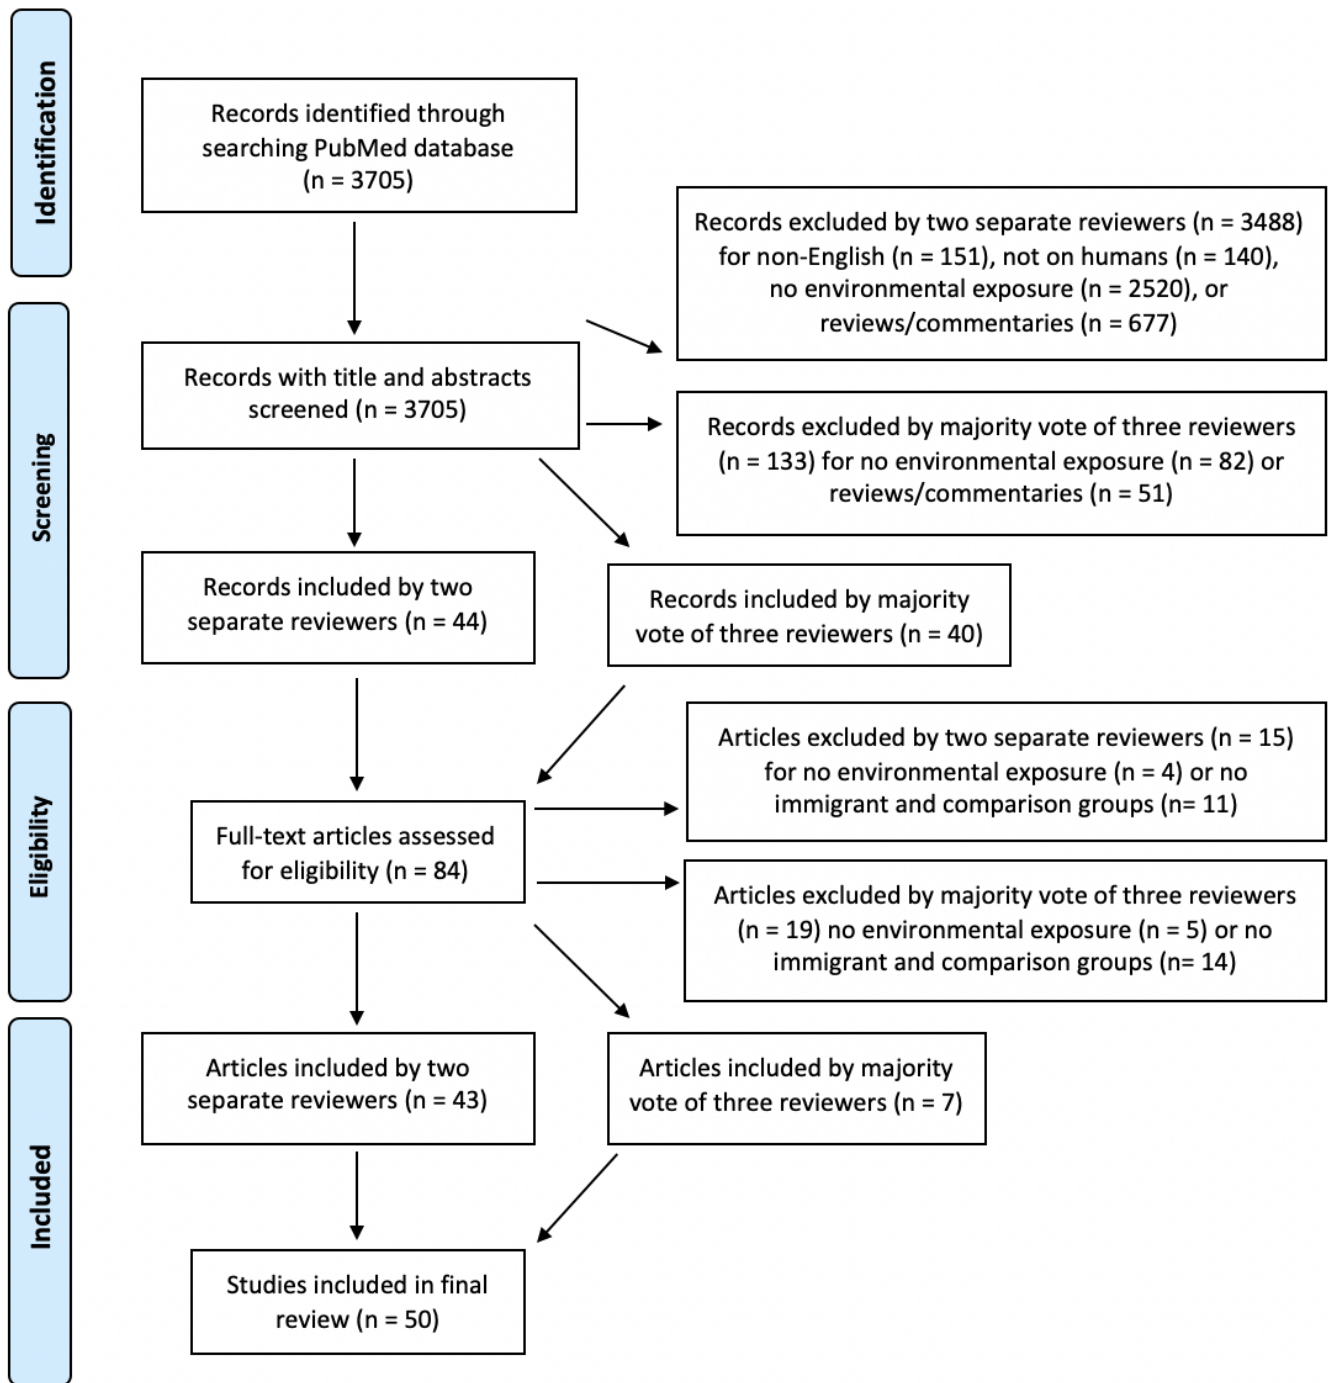 Identification
Records identified through
searching PubMed database
(n = 3705)
Records excluded by two separate reviewers (n = 3488)
for non-English (n = 151), not on humans (n = 140),
no environmental exposure (n = 2520), or
reviews/commentaries (n = 677)
Screening
Records with title and abstracts
screened (n = 3705)
Records excluded by majority vote of three reviewers
(n = 133) for no environmental exposure (n = 82) or
reviews/commentaries (n = 51)
Records included by two
separate reviewers (n = 44)
Records included by majority
vote of three reviewers (n = 40)
Eligibility
Full-text articles assessed
for eligibility (n = 84)
Articles excluded by two separate reviewers (n = 15)
for no environmental exposure (n = 4) or no
immigrant and comparison groups (n= 11)
Articles excluded by majority vote of three reviewers
(n = 19) no environmental exposure (n = 5) or no
immigrant and comparison groups (n= 14)
Included
Articles included by two
separate reviewers (n = 43)
Articles included by majority
vote of three reviewers (n = 7)
Studies included in final
review (n = 50)